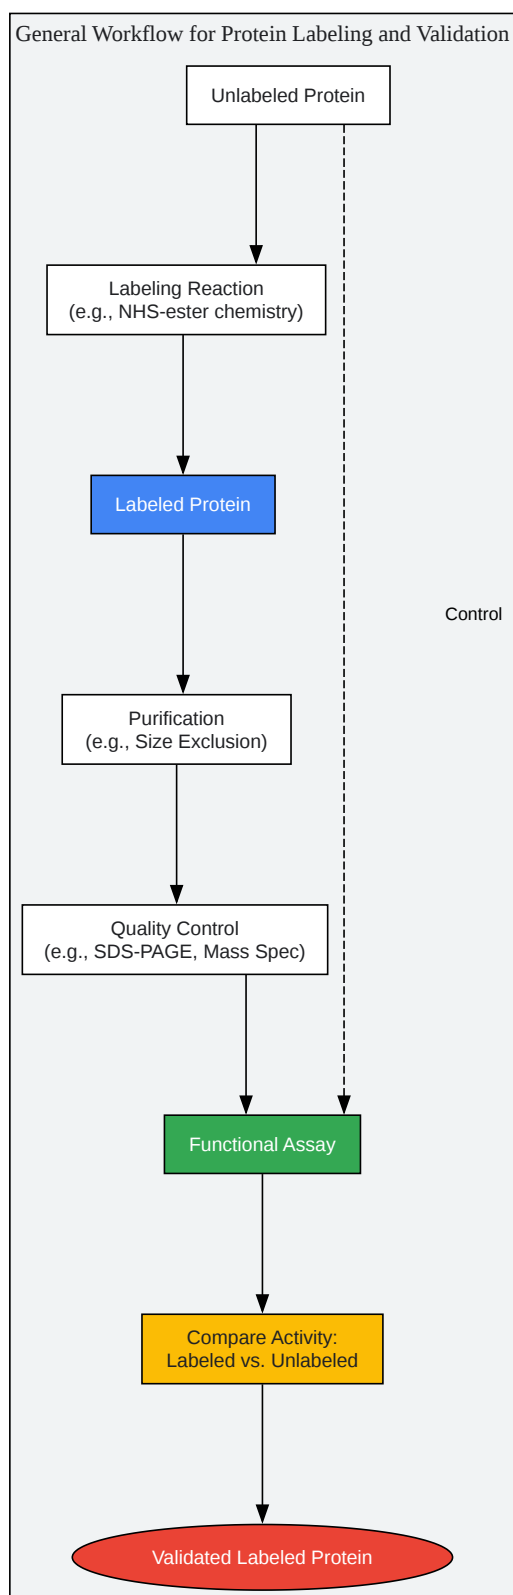 General Workflow for Protein Labeling and Validation
Unlabeled Protein
Labeling Reaction
(e.g., NHS-ester chemistry)
Labeled Protein
Control
Purification
(e.g., Size Exclusion)
Quality Control
(e.g., SDS-PAGE, Mass Spec)
Functional Assay
Compare Activity:
Labeled vs. Unlabeled
Validated Labeled Protein